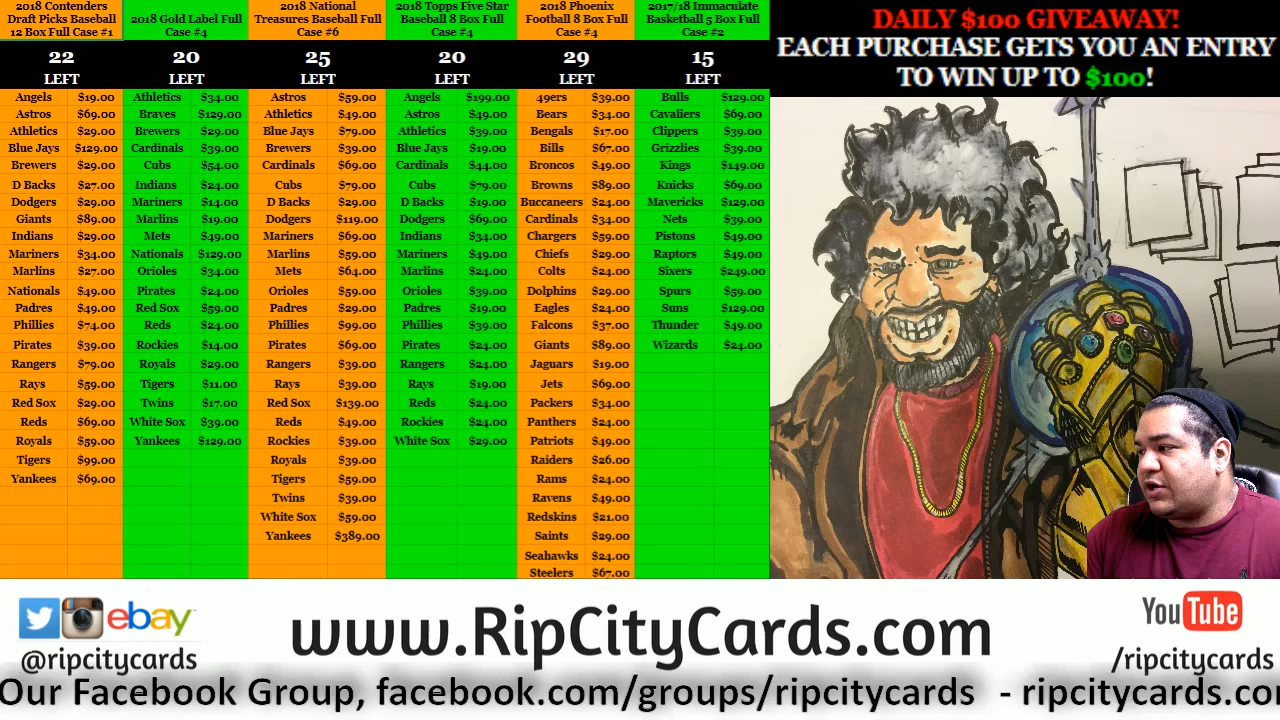 2018 Contenders
Draft Picks Baseball
12 Box Full Case #1
22
LEFT
Angels $19.00
Astros $69.00
Athletics $29.00
Blue Jays $129.00
Brewers $29.00
D Backs $27.00
Dodgers $29.00
Giants $89.00
Indians $29.00
Mariners $34.00
Marlins $27.00
Nationals $49.00
Padres $49.00
Phillies $74.00
Pirates $39.00
Rangers $79.00
Rays $59.00
Red Sox $29.00
Reds $69.00
Royals $59.00
Tigers $99.00
Yankees $69.00
2018 Gold Label Full
Case #4
20
LEFT
Athletics $34.00
Braves $129.00
Brewers $29.00
Cardinals $39.00
Cubs $54.00
Indians $24.00
Mariners $14.00
Marlins $19.00
Mets $49.00
Nationals $129.00
Orioles $34.00
Pirates $24.00
Red Sox $59.00
Reds $24.00
Rockies $14.00
Royals $29.00
Tigers $11.00
Twins $17.00
White Sox $39.00
Yankees $129.00
2018 National
Treasures Baseball Full
Case #6
25
LEFT
Astros $59.00
Athletics $49.00
Blue Jays $79.00
Brewers $39.00
Cardinals $69.00
Cubs $79.00
D Backs $29.00
Dodgers $119.00
Mariners $69.00
Marlins $59.00
Mets $64.00
Orioles $59.00
Padres $29.00
Phillies $99.00
Pirates $69.00
Rangers $39.00
Rays $39.00
Red Sox $139.00
Reds $49.00
Rockies $39.00
Royals $39.00
Tigers $59.00
Twins $39.00
White Sox $59.00
Yankees $389.00
2018 Topps Five Star
Baseball 8 Box Full
Case #4
20
LEFT
Angels $199.00
Astros $49.00
Athletics $39.00
Blue Jays $19.00
Cardinals $44.00
Cubs $79.00
D Backs $19.00
Dodgers $69.00
Indians $34.00
Mariners $49.00
Marlins $24.00
Orioles $39.00
Padres $19.00
Phillies $39.00
Pirates $24.00
Rangers $24.00
Rays $19.00
Reds $24.00
Rockies $24.00
White Sox $29.00
2018 Phoenix
Football 8 Box Full
Case #4
29
LEFT
49ers $39.00
Bears $34.00
Bengals $17.00
Bills $67.00
Broncos $49.00
Browns $89.00
Buccaneers $24.00
Cardinals $34.00
Chargers $59.00
Chiefs $29.00
Colts $24.00
Dolphins $29.00
Eagles $24.00
Falcons $37.00
Giants $89.00
Jaguars $19.00
Jets $69.00
Packers $34.00
Panthers $24.00
Patriots $49.00
Raiders $26.00
Rams $24.00
Ravens $49.00
Redskins $21.00
Saints $29.00
Seahawks $24.00
Steelers $67.00
2017/18 Immaculate
Basketball 5 Box Full
Case #2
15
LEFT
Bulls $129.00
Cavaliers $69.00
Clippers $39.00
Grizzlies $39.00
Kings $149.00
Knicks $69.00
Mavericks $129.00
Nets $39.00
Pistons $49.00
Raptors $49.00
Sixers $249.00
Spurs $59.00
Suns $129.00
Thunder $49.00
Wizards $24.00
DAILY $100 GIVEAWAY!
EACH PURCHASE GETS YOU AN ENTRY
TO WIN UP TO $100!
ebay
@ripcitycards
www.RipCityCards.com
YouTube
/ripcitycards
Our Facebook Group, facebook.com/groups/ripcitycards - ripcitycards.com